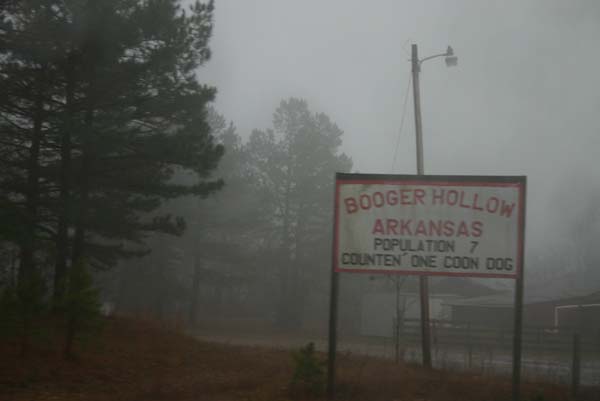 BOOGER HOLLOW
ARKANSAS
POPULATION 7
COUNTEN' ONE COON DOG